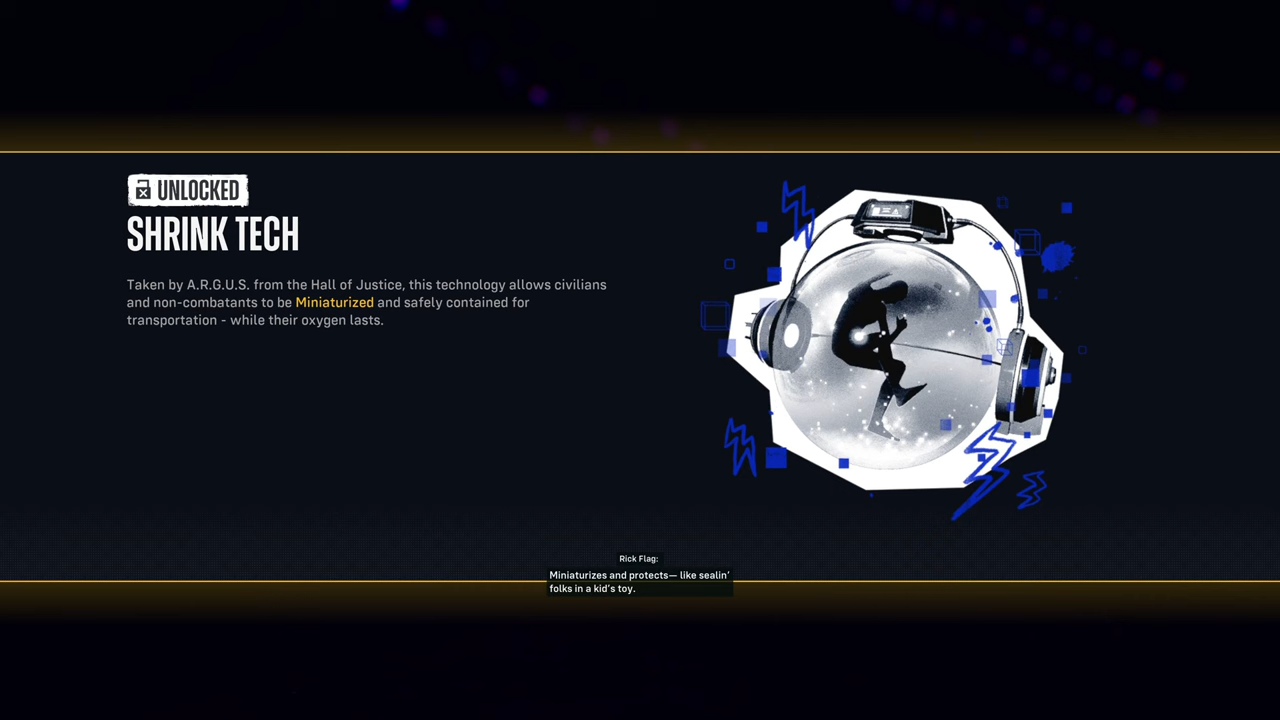 UNLOCKED
SHRINK TECH
Taken by A.R.G.U.S. from the Hall of Justice, this technology allows civilians
and non-combatants to be Miniaturized and safely contained for
transportation - while their oxygen lasts.
Rick Flag:
Miniaturizes and protects— like sealin'
folks in a kid's toy.